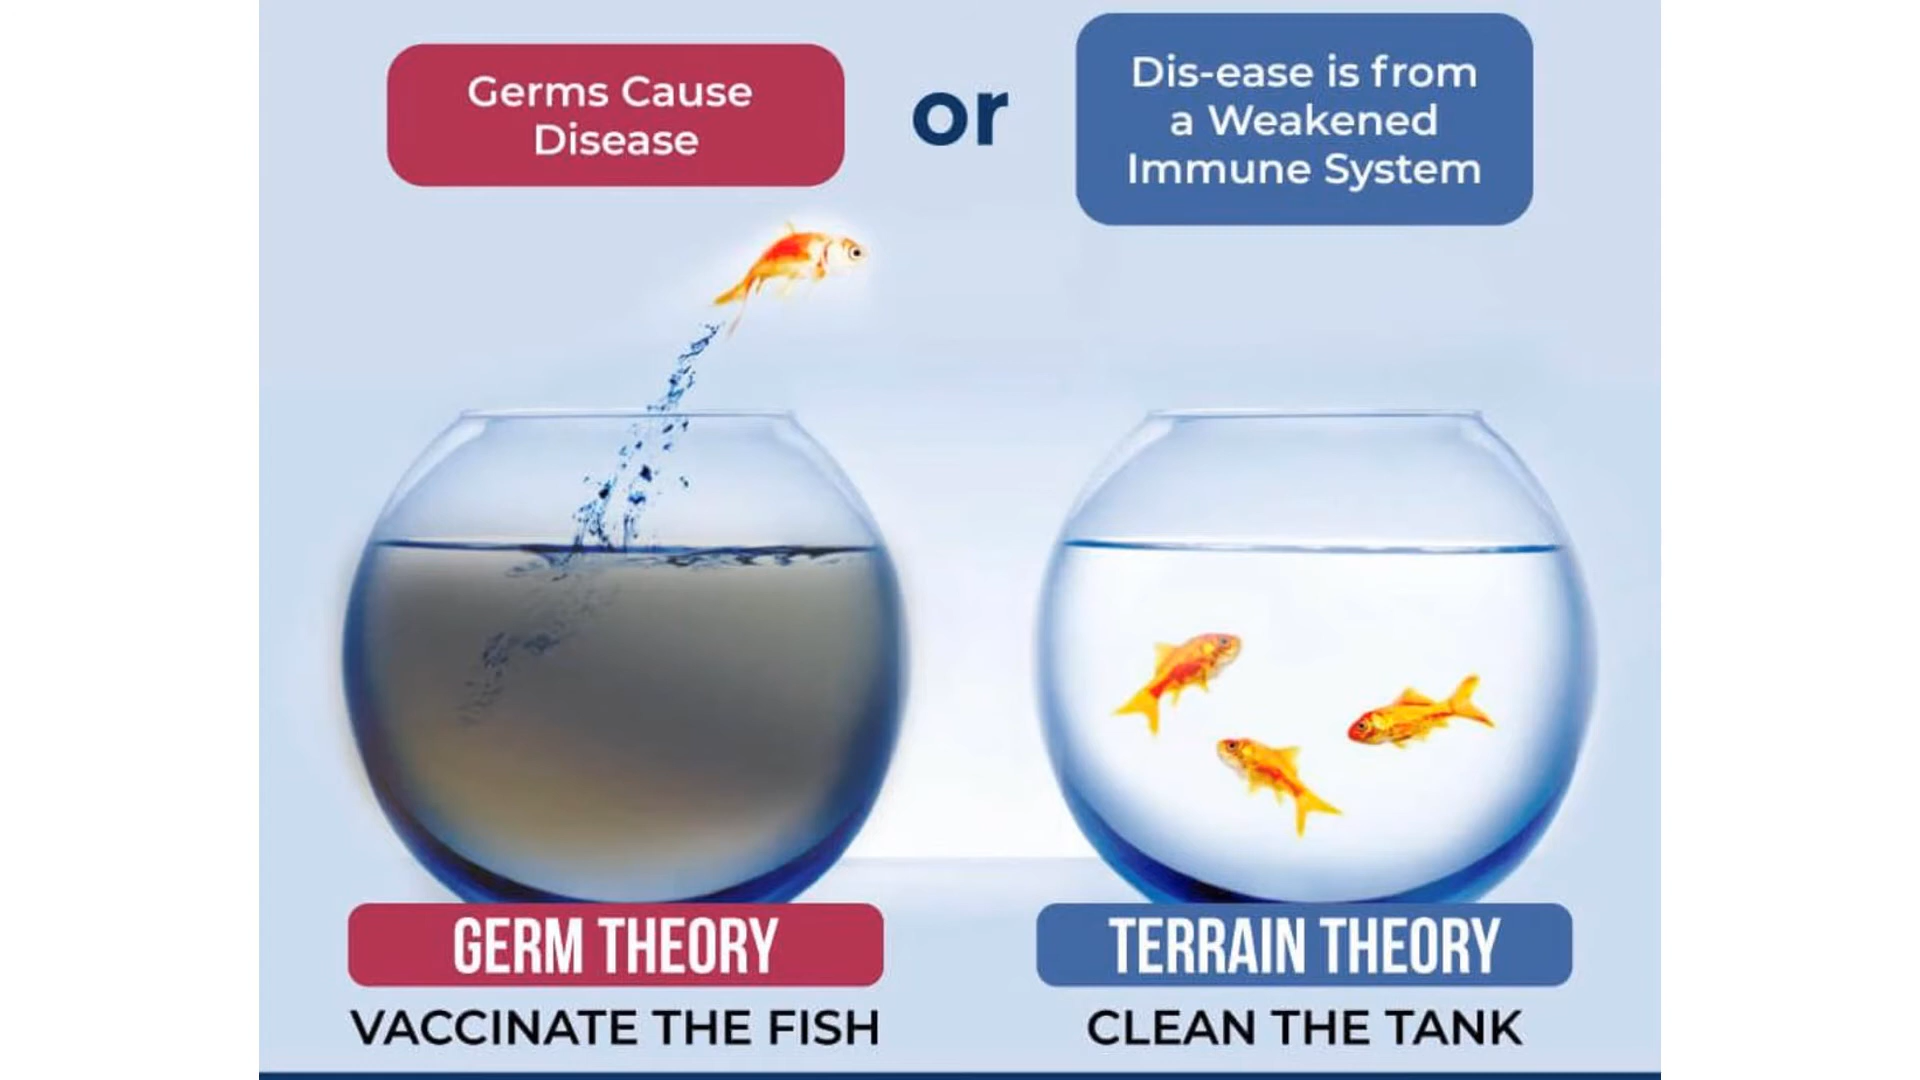 Germs Cause
Disease
or
Dis-ease is from
a Weakened
Immune System
GERM THEORY
VACCINATE THE FISH
TERRAIN THEORY
CLEAN THE TANK